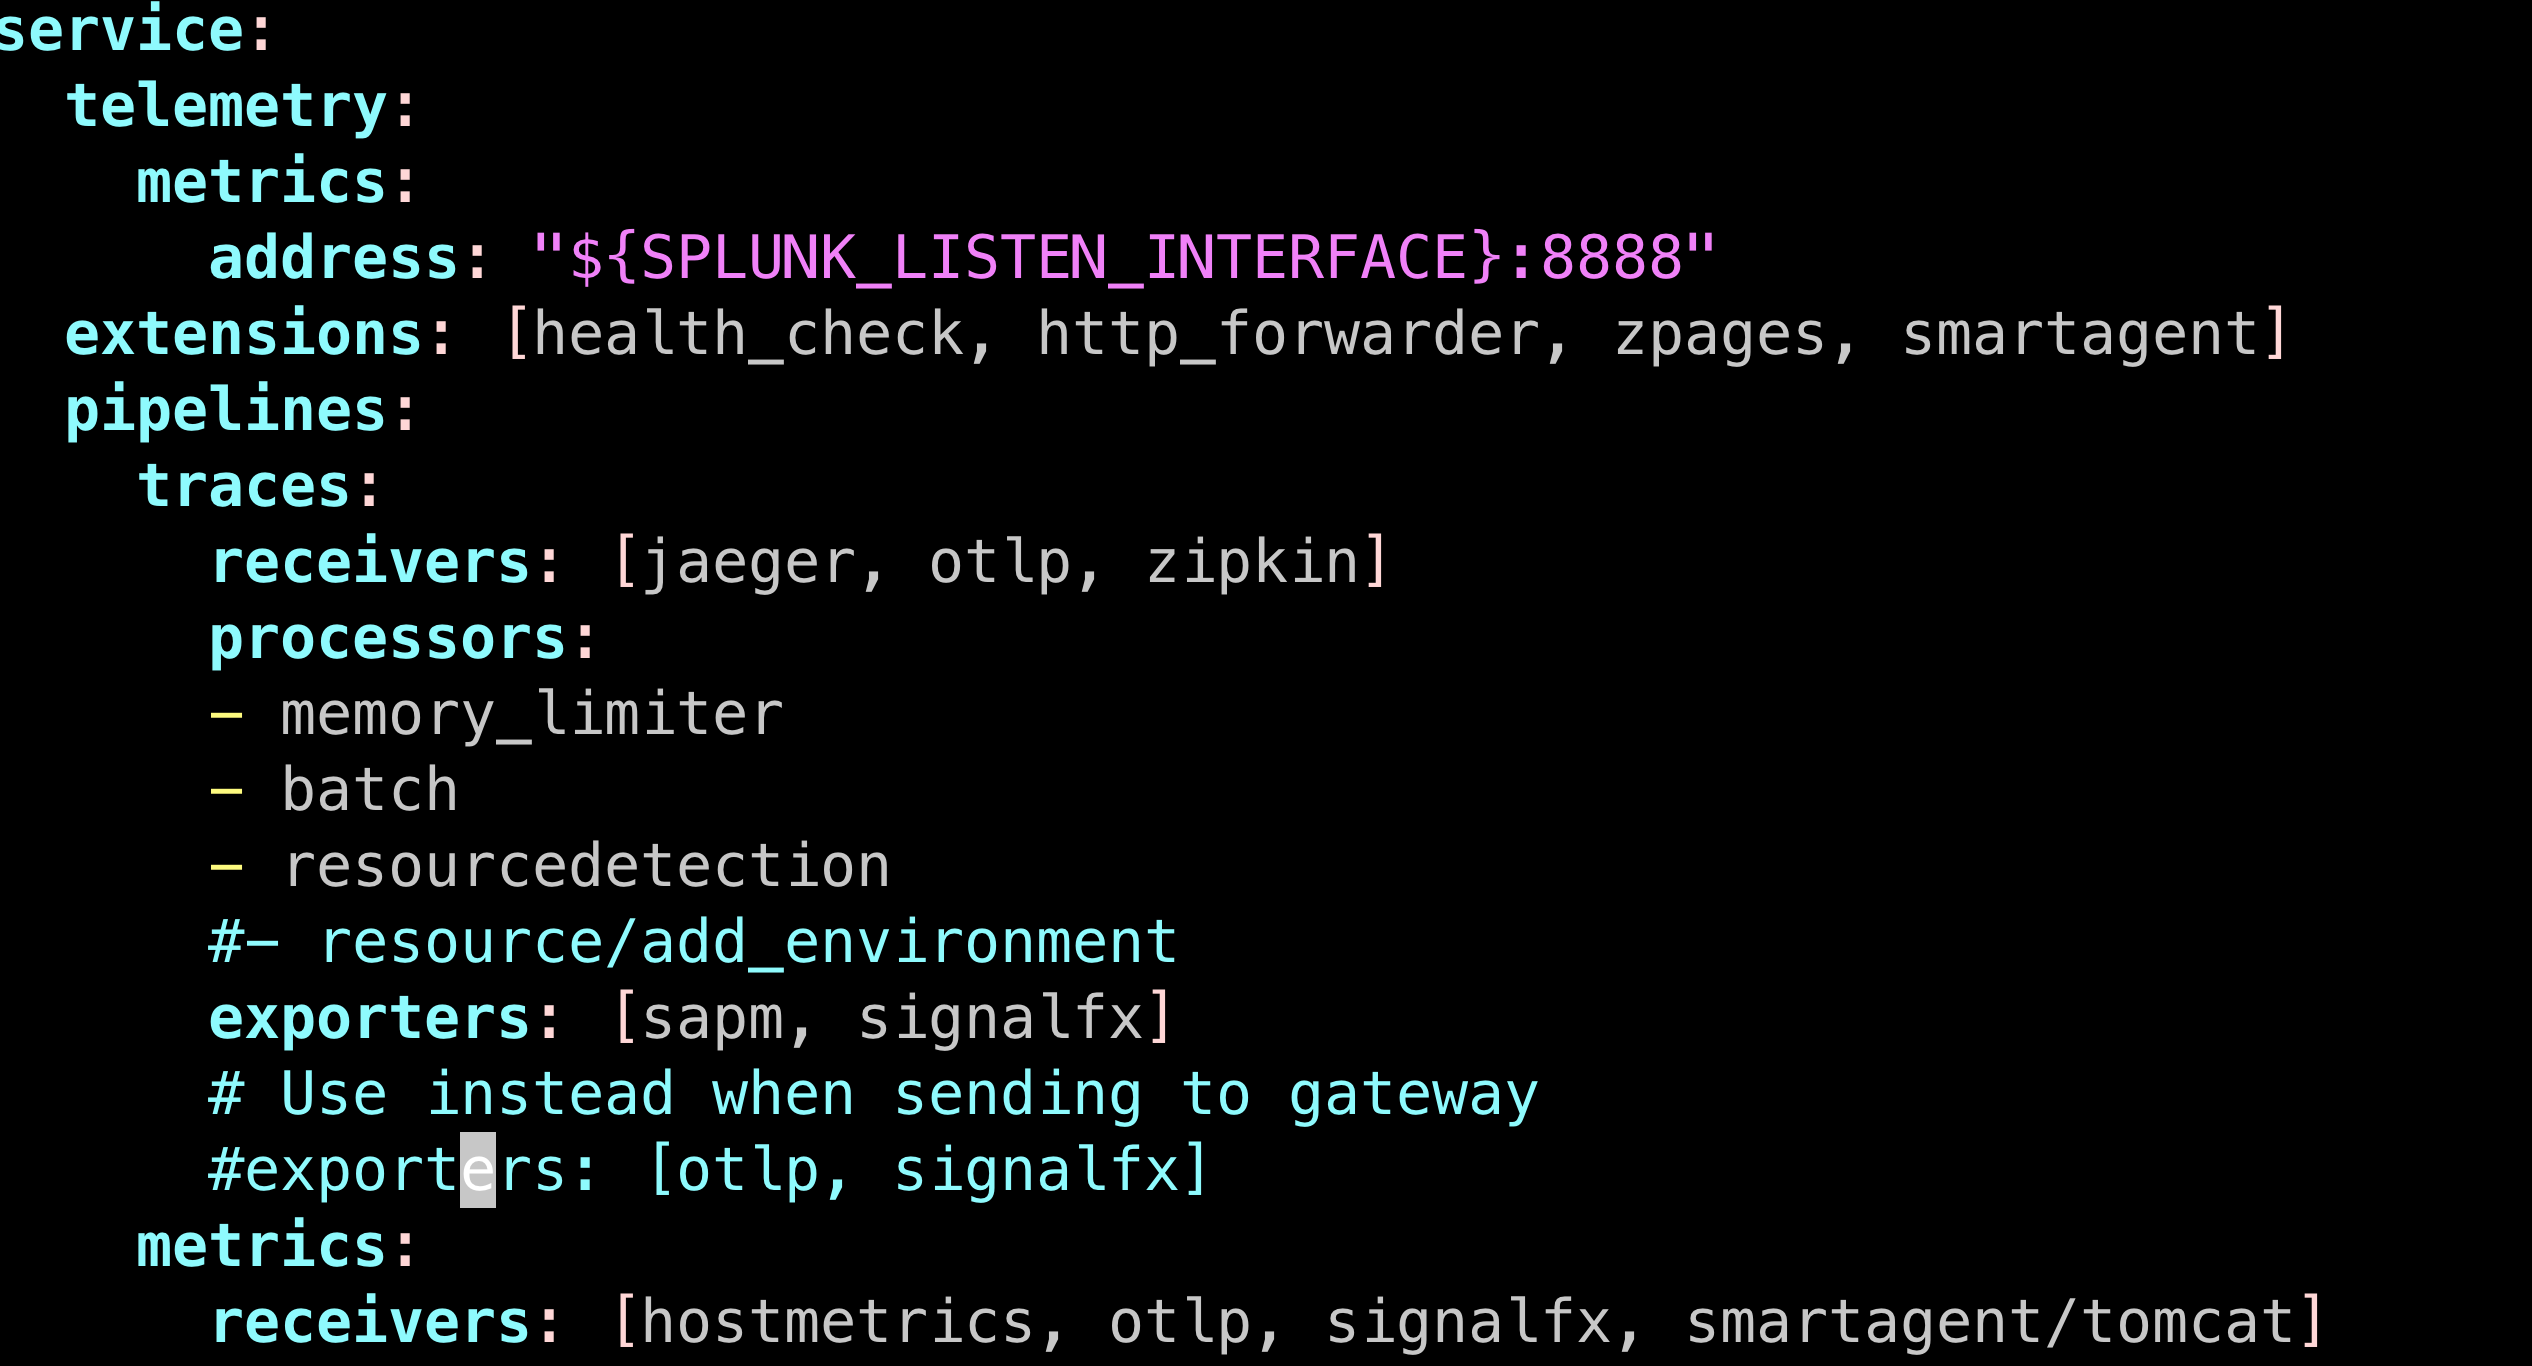 service:
  telemetry:
    metrics:
      address: "${SPLUNK_LISTEN_INTERFACE}:8888"
  extensions: [health_check, http_forwarder, zpages, smartagent]
  pipelines:
    traces:
      receivers: [jaeger, otlp, zipkin]
      processors:
      - memory_limiter
      - batch
      - resourcedetection
      #- resource/add_environment
      exporters: [sapm, signalfx]
      # Use instead when sending to gateway
      #exporters: [otlp, signalfx]
    metrics:
      receivers: [hostmetrics, otlp, signalfx, smartagent/tomcat]